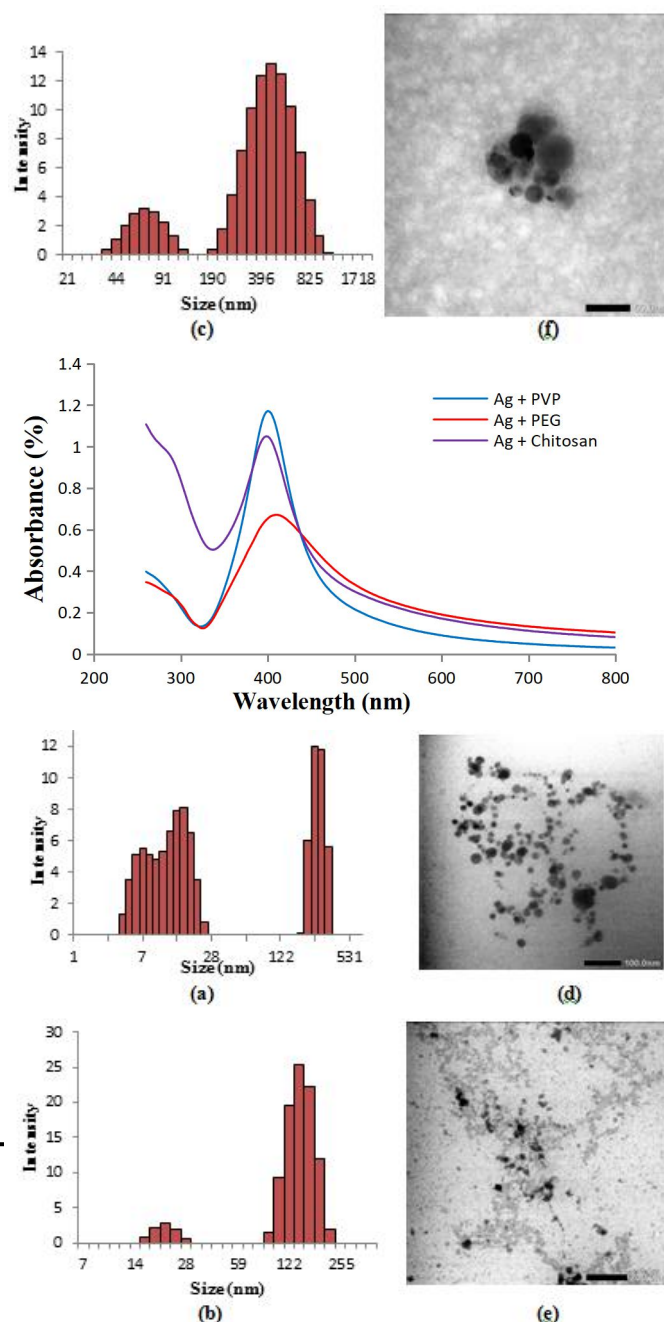 14
12
10
8
6
4
2
0
Intensity
21 44 91 190 396 825 1718
Size (nm)
(c)
(f)
1.4
1.2
1
0.8
0.6
0.4
0.2
0
Absorbance (%)
Ag + PVP
Ag + PEG
Ag + Chitosan
200 300 400 500 600 700 800
Wavelength (nm)
12
10
8
6
4
2
0
Intensity
1 7 28 122 531
Size (nm)
(a)
100.0nm
(d)
30
25
20
15
10
5
0
Intensity
7 14 28 59 122 255
Size (nm)
(b)
(e)